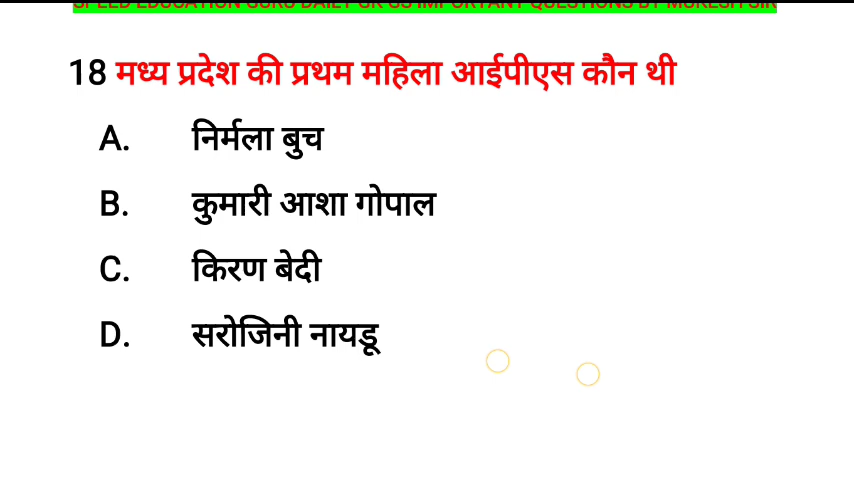 SPEED EDUCATION GURU DAILY GK GS IMPORTANT QUESTIONS BY MUKESH SIR
18 मध्य प्रदेश की प्रथम महिला आईपीएस कौन थी
A. निर्मला बुच
B. कुमारी आशा गोपाल
C. किरण बेदी
D. सरोजिनी नायडू